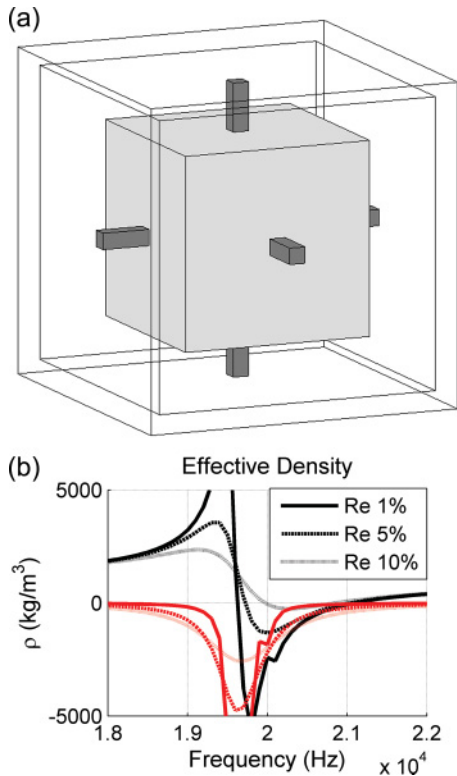 (a)
(b)
Effective Density
5000
0
-5000
ρ (kg/m³)
Re 1%
Re 5%
Re 10%
1.8
1.9
2
2.1
2.2
Frequency (Hz)
x 10⁴